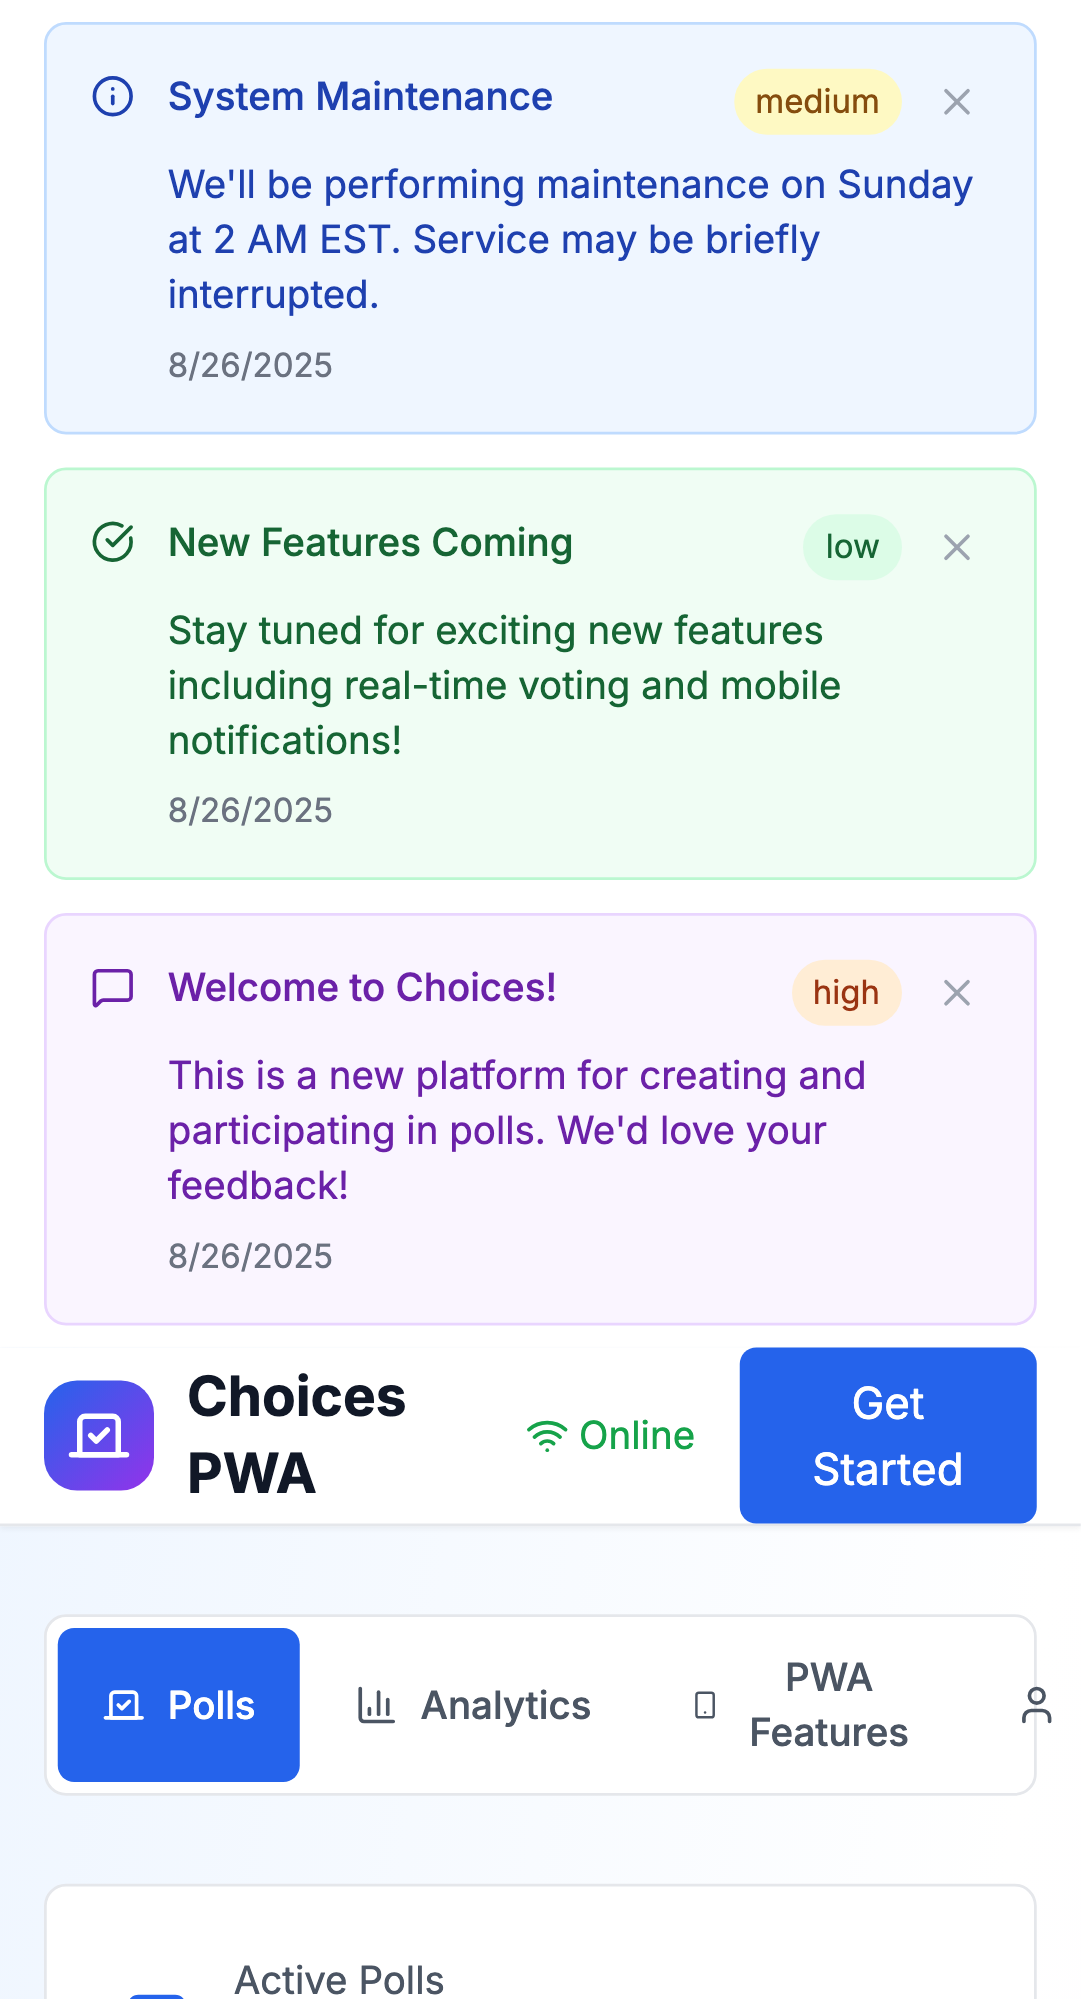 System Maintenance
medium
We'll be performing maintenance on Sunday
at 2 AM EST. Service may be briefly
interrupted.
8/26/2025
New Features Coming
low
Stay tuned for exciting new features
including real-time voting and mobile
notifications!
8/26/2025
Welcome to Choices!
high
This is a new platform for creating and
participating in polls. We'd love your
feedback!
8/26/2025
Choices
PWA
Online
Get
Started
Polls
Analytics
PWA
Features
Active Polls